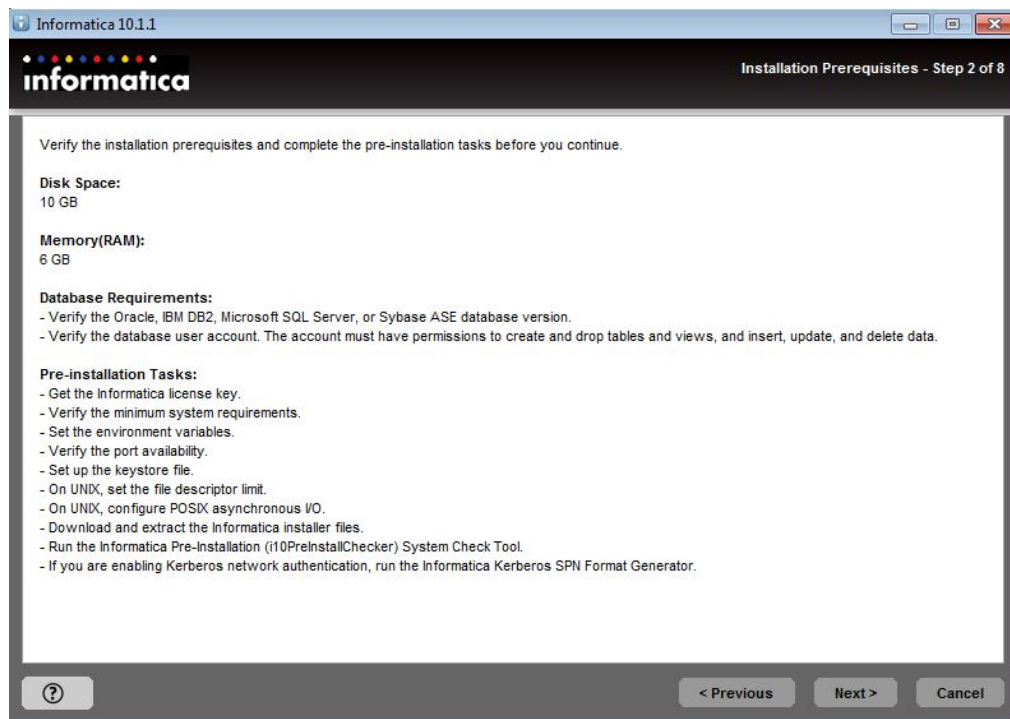 Informatica 10.1.1
informatica
Installation Prerequisites - Step 2 of 8
Verify the installation prerequisites and complete the pre-installation tasks before you continue.
Disk Space:
10 GB
Memory(RAM):
6 GB
Database Requirements:
- Verify the Oracle, IBM DB2, Microsoft SQL Server, or Sybase ASE database version.
- Verify the database user account. The account must have permissions to create and drop tables and views, and insert, update, and delete data.
Pre-installation Tasks:
- Get the Informatica license key.
- Verify the minimum system requirements.
- Set the environment variables.
- Verify the port availability.
- Set up the keystore file.
- On UNIX, set the file descriptor limit.
- On UNIX, configure POSIX asynchronous I/O.
- Download and extract the Informatica installer files.
- Run the Informatica Pre-Installation (i10PreInstallChecker) System Check Tool.
- If you are enabling Kerberos network authentication, run the Informatica Kerberos SPN Format Generator.
?
< Previous
Next >
Cancel